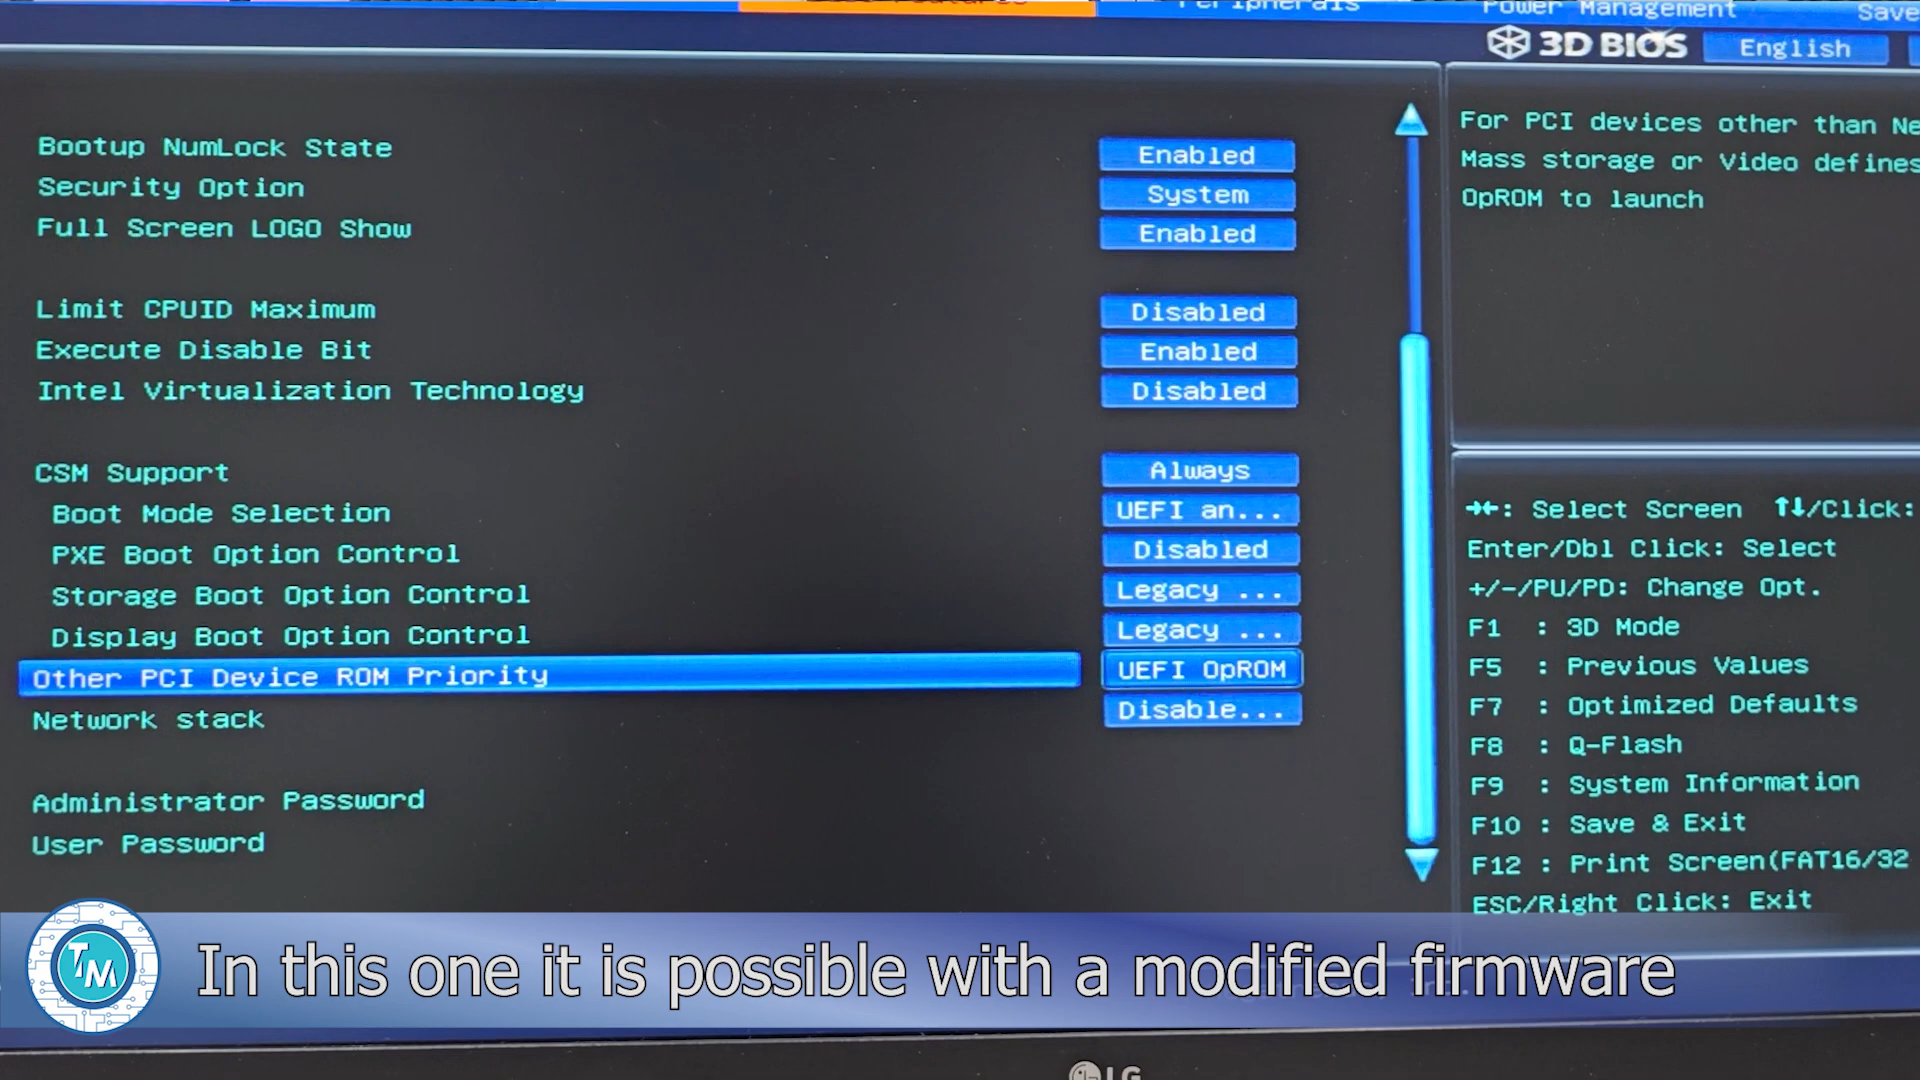 Peripherals
Power Management
Save
3D BIOS
English
Bootup NumLock State Enabled
Security Option System
Full Screen LOGO Show Enabled
Limit CPUID Maximum Disabled
Execute Disable Bit Enabled
Intel Virtualization Technology Disabled
CSM Support Always
Boot Mode Selection UEFI an...
PXE Boot Option Control Disabled
Storage Boot Option Control Legacy ...
Display Boot Option Control Legacy ...
Other PCI Device ROM Priority UEFI OpROM
Network stack Disable...
Administrator Password
User Password
For PCI devices other than Ne
Mass storage or Video defines
OpROM to launch
→←: Select Screen ↑↓/Click:
Enter/Dbl Click: Select
+/-/PU/PD: Change Opt.
F1 : 3D Mode
F5 : Previous Values
F7 : Optimized Defaults
F8 : Q-Flash
F9 : System Information
F10 : Save & Exit
F12 : Print Screen(FAT16/32
ESC/Right Click: Exit
TM
In this one it is possible with a modified firmware
LG